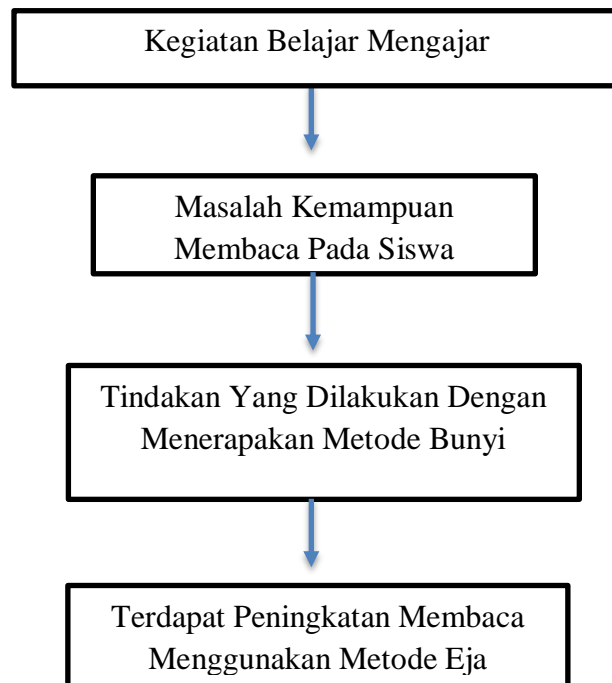 Kegiatan Belajar Mengajar
Masalah Kemampuan
Membaca Pada Siswa
Tindakan Yang Dilakukan Dengan
Menerapakan Metode Bunyi
Terdapat Peningkatan Membaca
Menggunakan Metode Eja